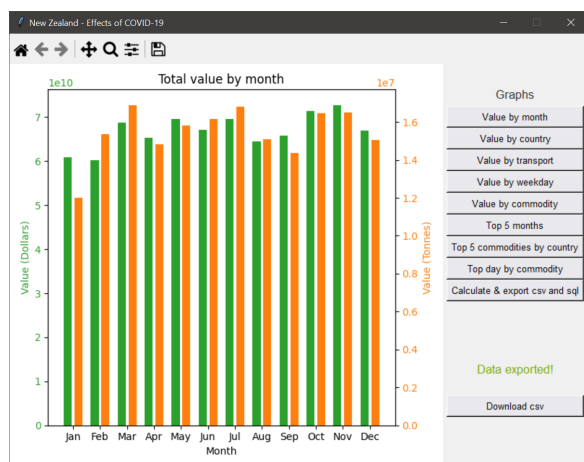 New Zealand - Effects of COVID-19
Total value by month
1e10
1e7
7
6
5
4
3
2
1
0
Value (Dollars)
1.6
1.4
1.2
1.0
0.8
0.6
0.4
0.2
0.0
Value (Tonnes)
Jan Feb Mar Apr May Jun Jul Aug Sep Oct Nov Dec
Month
Graphs
Value by month
Value by country
Value by transport
Value by weekday
Value by commodity
Top 5 months
Top 5 commodities by country
Top day by commodity
Calculate & export csv and sql
Data exported!
Download csv